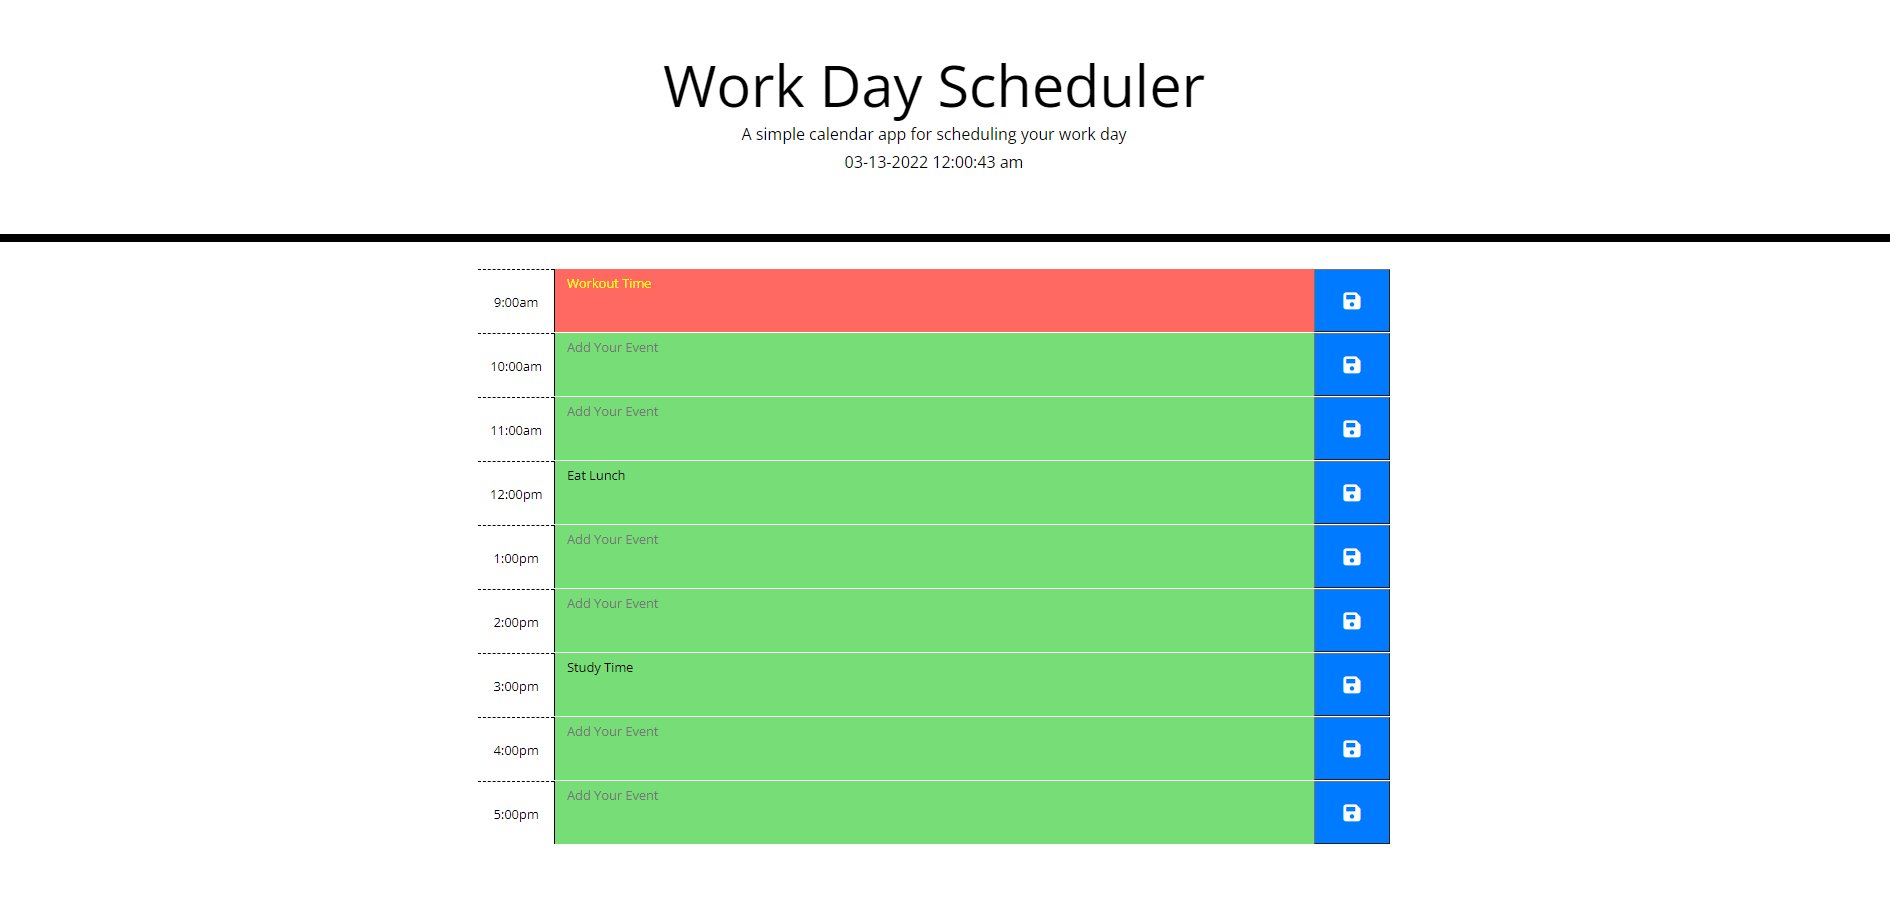 Work Day Scheduler
A simple calendar app for scheduling your work day
03-13-2022 12:00:43 am
9:00am Workout Time
10:00am Add Your Event
11:00am Add Your Event
12:00pm Eat Lunch
1:00pm Add Your Event
2:00pm Add Your Event
3:00pm Study Time
4:00pm Add Your Event
5:00pm Add Your Event